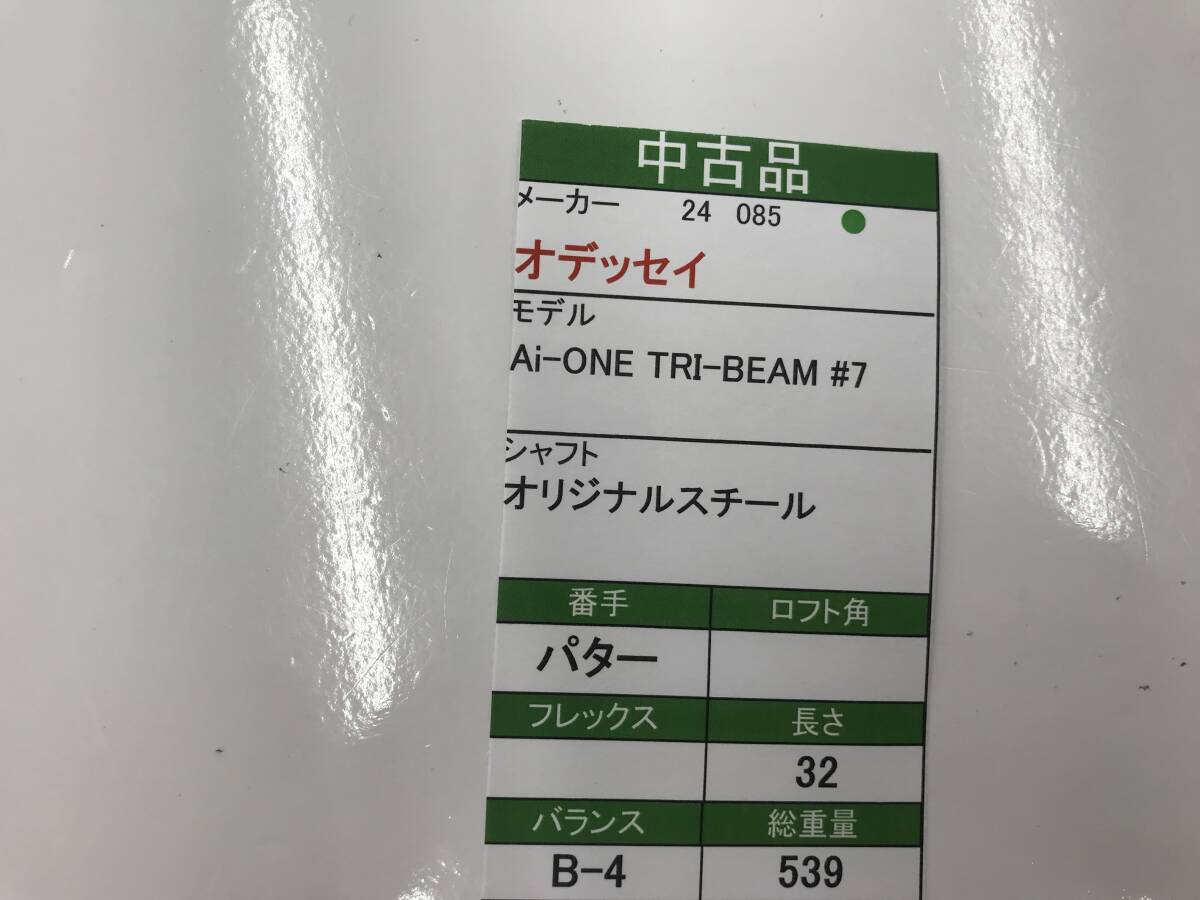 中古品
メーカー 24 085
オデッセイ
モデル
Ai-ONE TRI-BEAM #7
シャフト
オリジナルスチール
番手 ロフト角
パター
フレックス 長さ
32
バランス 総重量
B-4 539